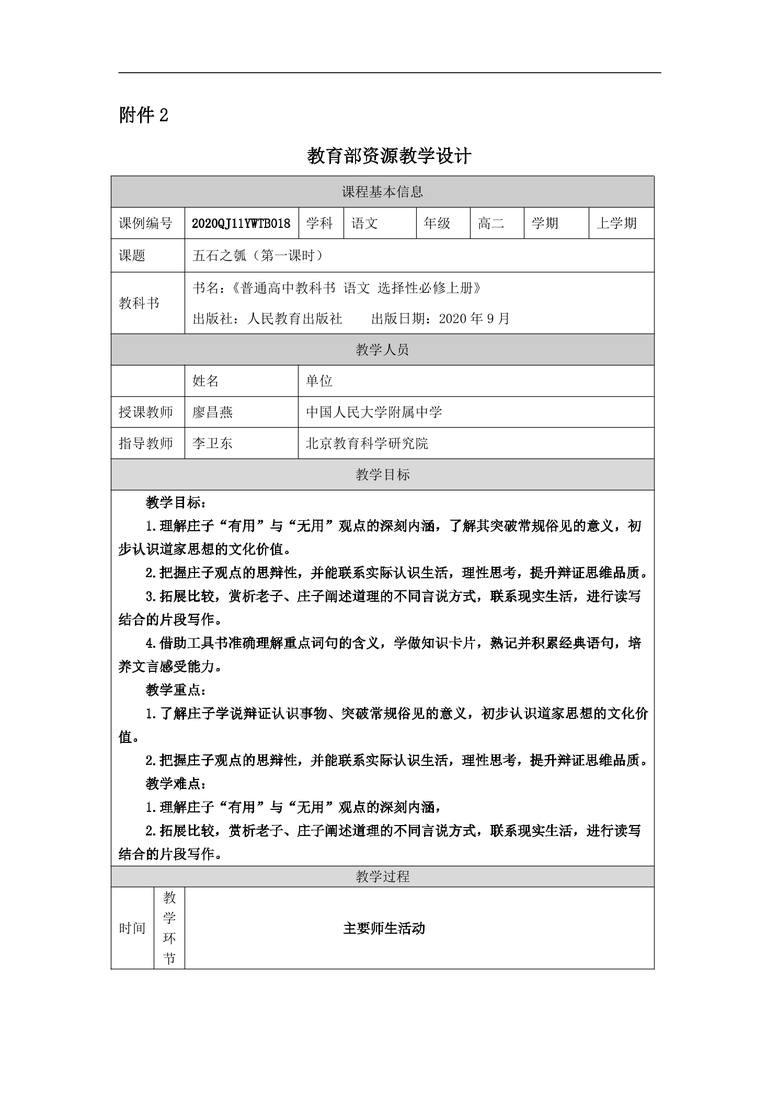 附件 2
教育部资源教学设计
课程基本信息
课例编号 2020QJ11YWTB018 学科 语文 年级 高二 学期 上学期
课题 五石之瓠（第一课时）
教科书 书名：《普通高中教科书 语文 选择性必修上册》
出版社：人民教育出版社 出版日期：2020 年 9 月
教学人员
姓名 单位
授课教师 廖昌燕 中国人民大学附属中学
指导教师 李卫东 北京教育科学研究院
教学目标
教学目标：
1.理解庄子“有用”与“无用”观点的深刻内涵，了解其突破常规俗见的意义，初
步认识道家思想的文化价值。
2.把握庄子观点的思辩性，并能联系实际认识生活，理性思考，提升辩证思维品质。
3.拓展比较，赏析老子、庄子阐述道理的不同言说方式，联系现实生活，进行读写
结合的片段写作。
4.借助工具书准确理解重点词句的含义，学做知识卡片，熟记并积累经典语句，培
养文言感受能力。
教学重点：
1.了解庄子学说辩证认识事物、突破常规俗见的意义，初步认识道家思想的文化价
值。
2.把握庄子观点的思辩性，并能联系实际认识生活，理性思考，提升辩证思维品质。
教学难点：
1.理解庄子“有用”与“无用”观点的深刻内涵，
2.拓展比较，赏析老子、庄子阐述道理的不同言说方式，联系现实生活，进行读写
结合的片段写作。
教学过程
时间 教学环节 主要师生活动